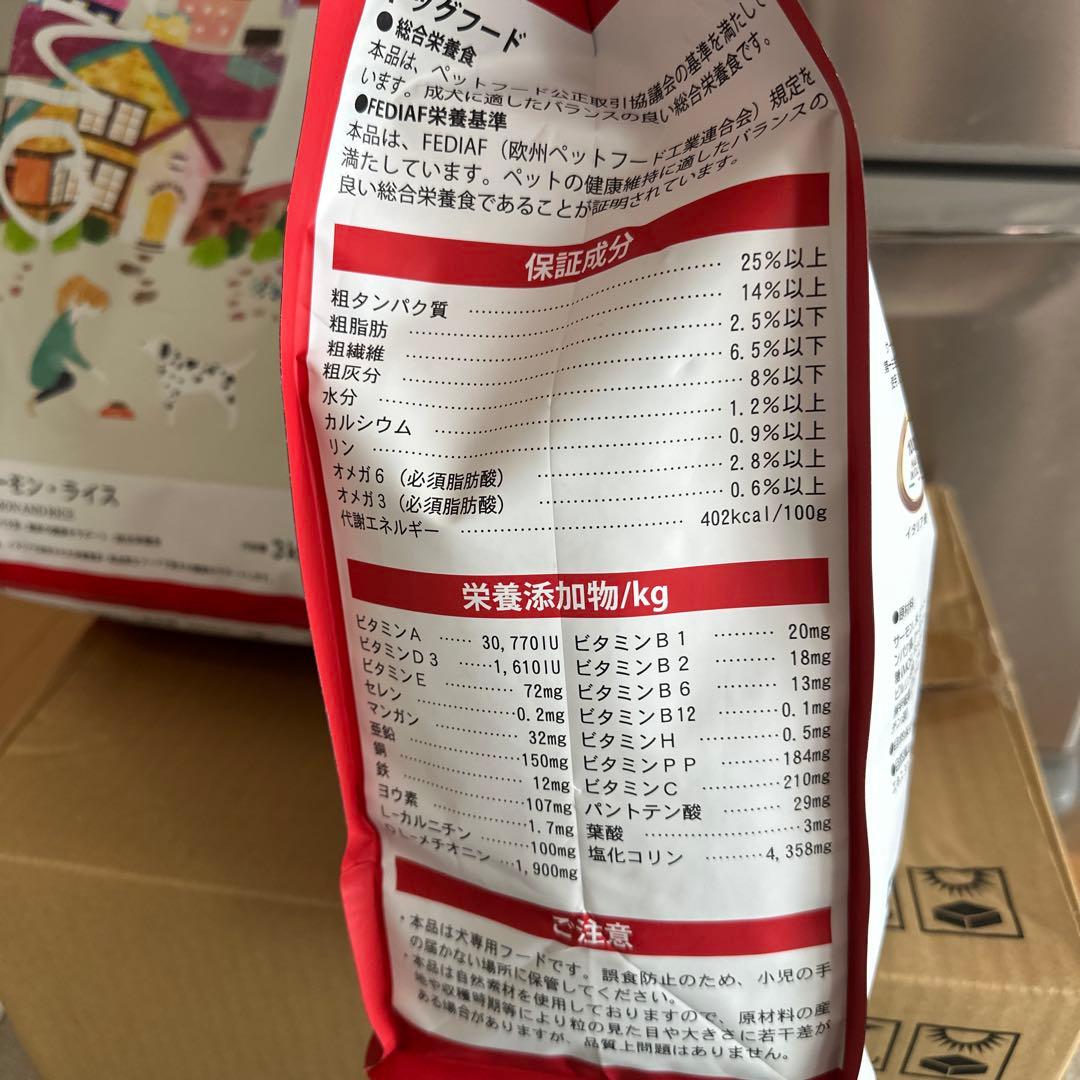 ドッグフード
●総合栄養食
本品は、ペットフード公正取引協議会の基準を満たして
います。成犬に適したバランスの良い総合栄養食です。
●FEDIAF栄養基準
本品は、FEDIAF（欧州ペットフード工業連合会）規定を
満たしています。ペットの健康維持に適したバランスの
良い総合栄養食であることが証明されています。
保証成分
粗タンパク質 25%以上
粗脂肪 14%以上
粗繊維 2.5%以下
粗灰分 6.5%以下
水分 8%以下
カルシウム 1.2%以上
リン 0.9%以上
オメガ6（必須脂肪酸） 2.8%以上
オメガ3（必須脂肪酸） 0.6%以上
代謝エネルギー 402kcal/100g
栄養添加物/kg
ビタミンA 30,770IU
ビタミンD3 1,610IU
ビタミンE 72mg
セレン 0.2mg
マンガン 32mg
亜鉛 150mg
銅 12mg
鉄 107mg
ヨウ素 1.7mg
L-カルニチン 100mg
DL-メチオニン 1,900mg
ビタミンB1 20mg
ビタミンB2 18mg
ビタミンB6 13mg
ビタミンB12 0.1mg
ビタミンH 0.5mg
ビタミンPP 184mg
ビタミンC 210mg
パントテン酸 29mg
葉酸 3mg
塩化コリン 4,358mg
ご注意
・本品は犬専用フードです。誤食防止のため、小児の手
の届かない場所に保管してください。
・本品は自然素材を使用しておりますので、原材料の産
地や収穫時期等により粒の見た目や大きさに若干差が
ある場合がありますが、品質上問題はありません。
ーモン・ライス
MON AND RICE
3k
イタリア
●原材料
サーモン